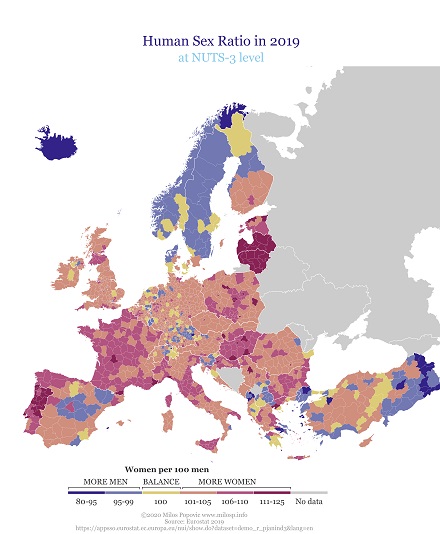 Human Sex Ratio in 2019
at NUTS-3 level
Women per 100 men
MORE MEN BALANCE MORE WOMEN
80-95 95-99 100 101-105 106-110 111-125 No data
©2020 Milos Popovic www.milosp.info
Source: Eurostat 2019
https://appsso.eurostat.ec.europa.eu/nui/show.do?dataset=demo_r_pjanind3&lang=en